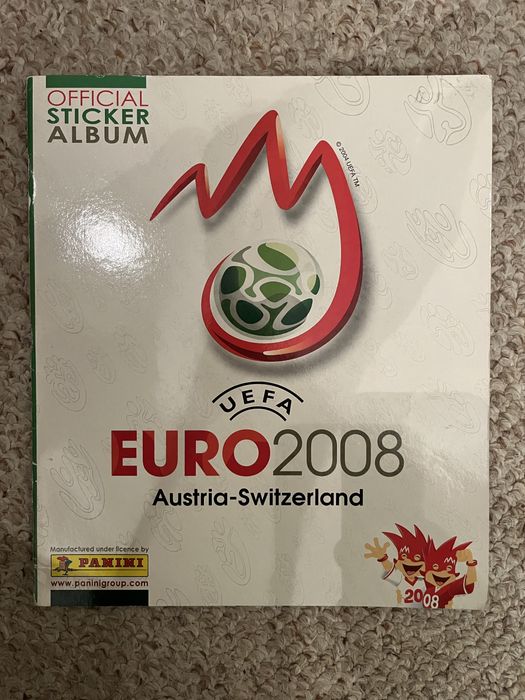 OFFICIAL
STICKER
ALBUM
© 2004 UEFA TM
UEFA
EURO2008
Austria-Switzerland
Manufactured under licence by
PANINI
www.paninigroup.com
2008